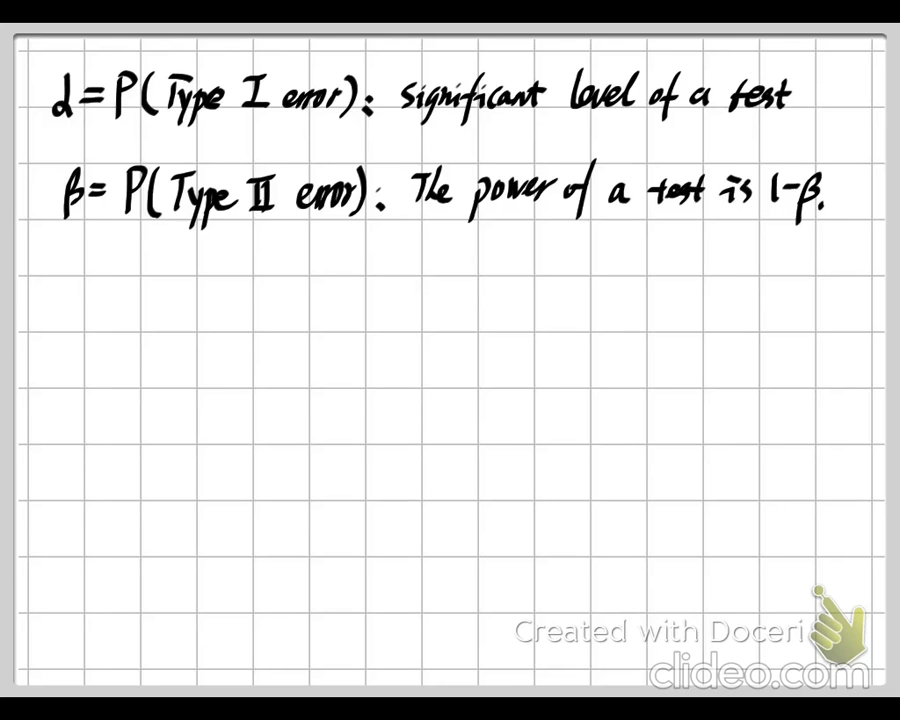 α = P(Type I error): significant level of a test
β = P(Type II error): The power of a test is 1-β.
Created with Doceri
clideo.com